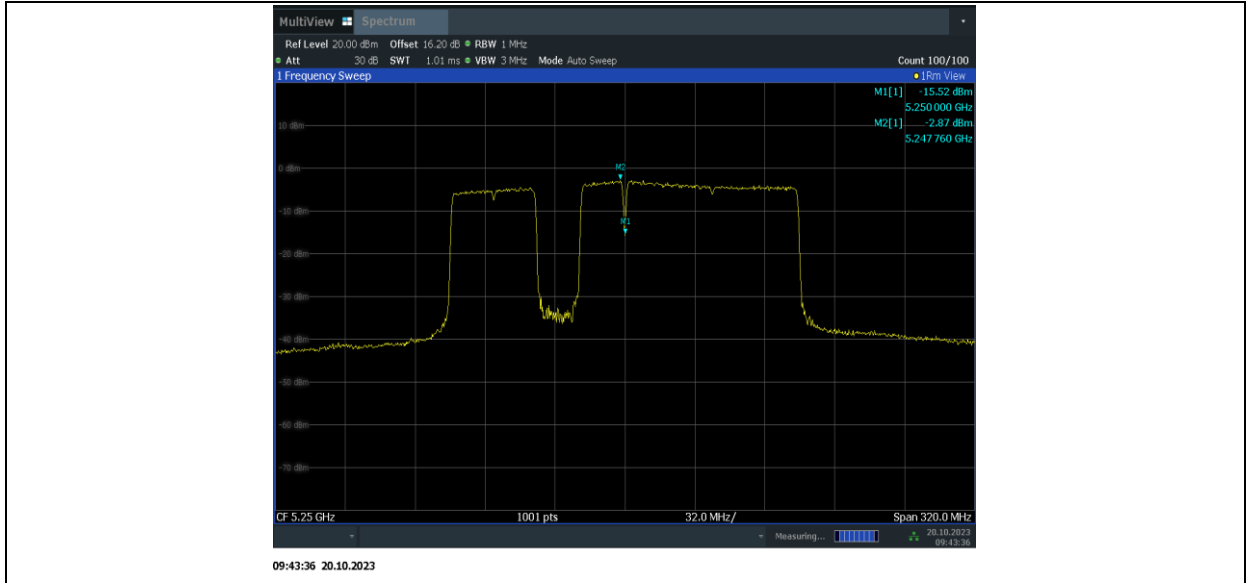 MultiView Spectrum
Ref Level 20.00 dBm Offset 16.20 dB RBW 1 MHz
Att 30 dB SWT 1.01 ms VBW 3 MHz Mode Auto Sweep Count 100/100
1 Frequency Sweep 1Rm View
M1[1] -15.52 dBm
5.250 000 GHz
10 dBm M2[1] -2.87 dBm
5.247 760 GHz
0 dBm
M2
-10 dBm
M1
-20 dBm
-30 dBm
-40 dBm
-50 dBm
-60 dBm
-70 dBm
CF 5.25 GHz 1001 pts 32.0 MHz/ Span 320.0 MHz
Measuring... 20.10.2023
09:43:36
09:43:36 20.10.2023